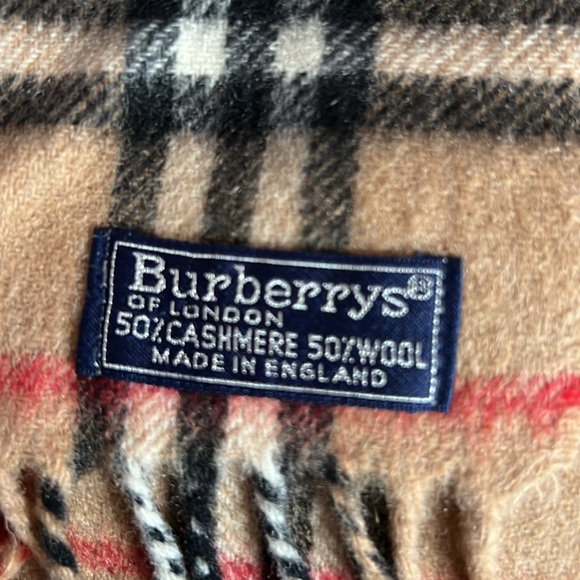 Burberrys®
OF LONDON
50%CASHMERE 50%WOOL
MADE IN ENGLAND